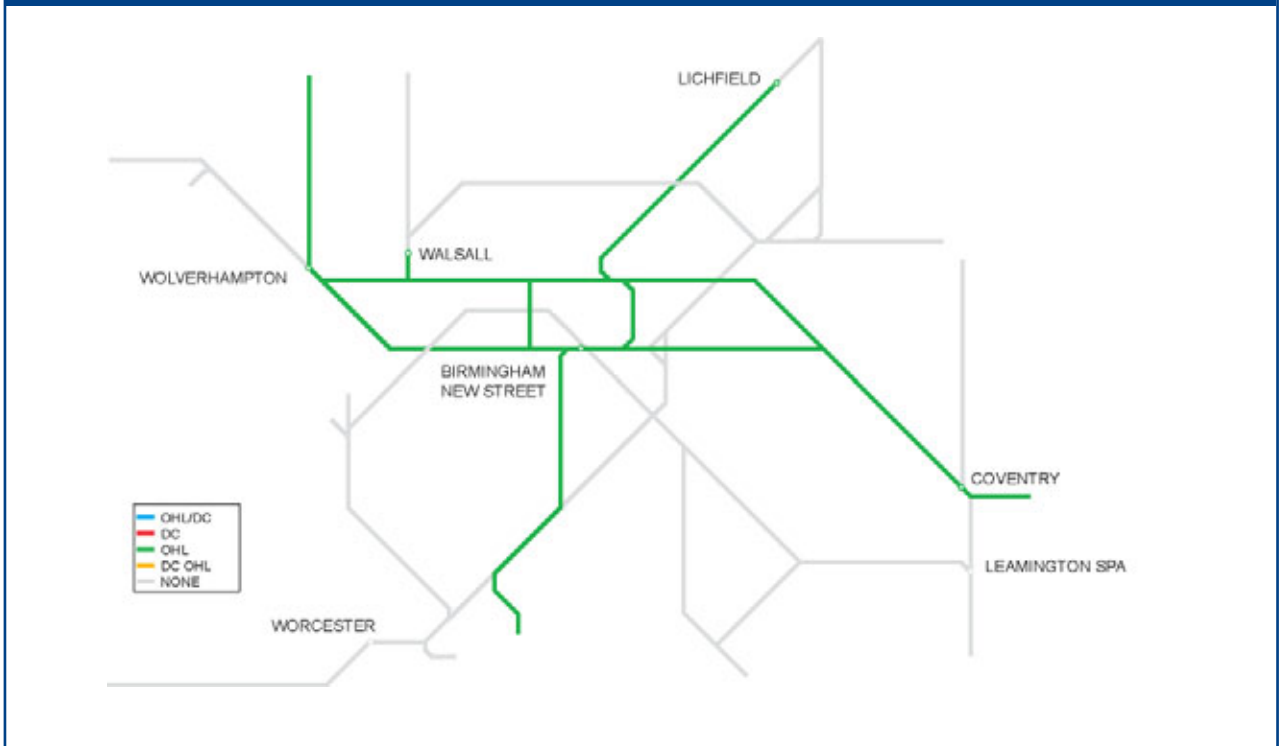 LICHFIELD
WALSALL
WOLVERHAMPTON
BIRMINGHAM
NEW STREET
COVENTRY
OHL/DC
DC
OHL
DC OHL
NONE
LEAMINGTON SPA
WORCESTER